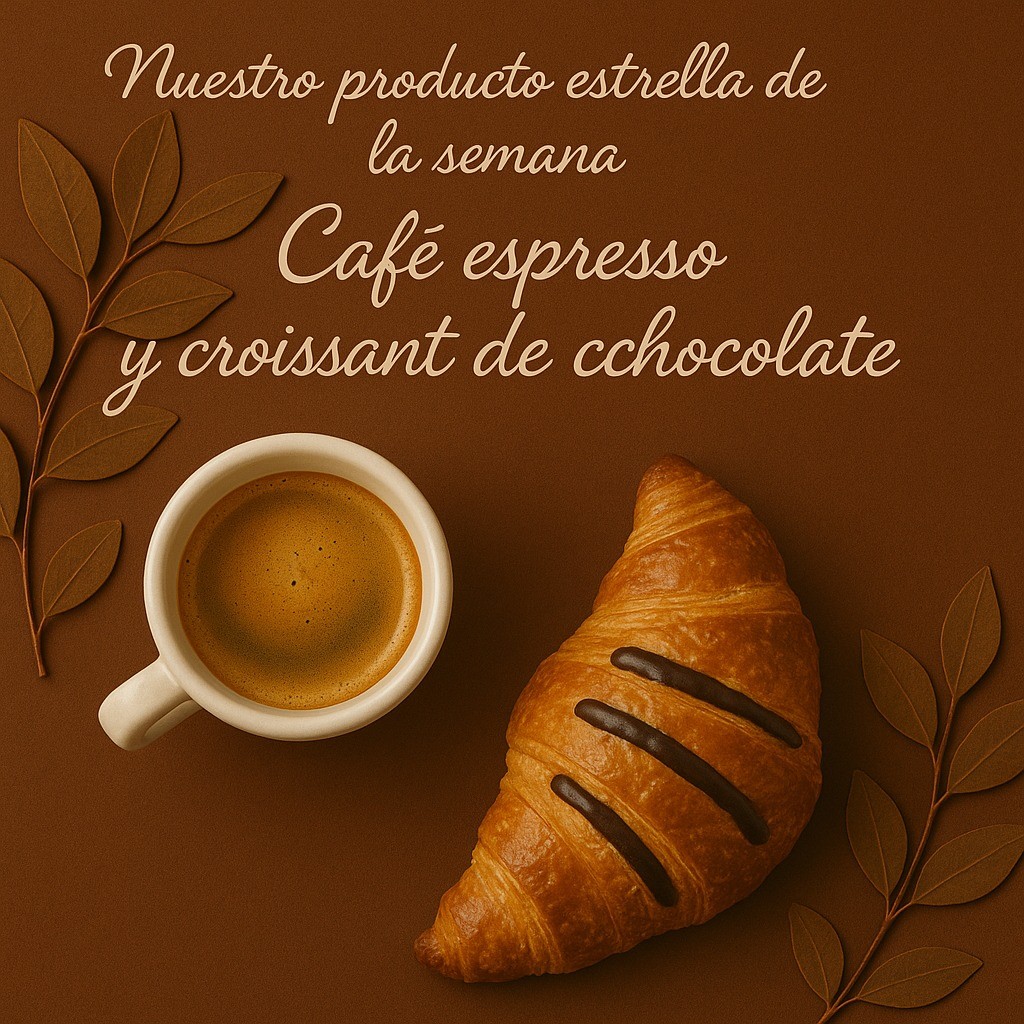 Nuestro producto estrella de
la semana
Café espresso
y croissant de cchocolate